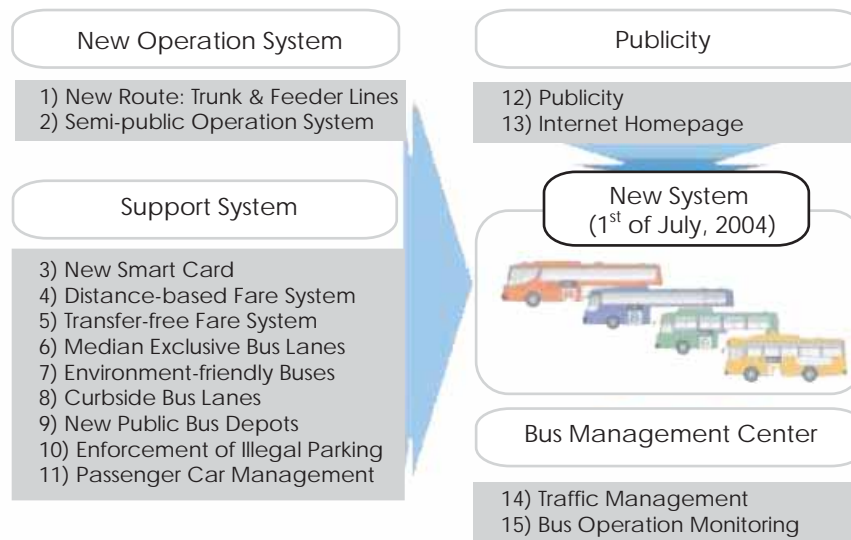 New Operation System
1) New Route: Trunk & Feeder Lines
2) Semi-public Operation System
Support System
3) New Smart Card
4) Distance-based Fare System
5) Transfer-free Fare System
6) Median Exclusive Bus Lanes
7) Environment-friendly Buses
8) Curbside Bus Lanes
9) New Public Bus Depots
10) Enforcement of Illegal Parking
11) Passenger Car Management
Publicity
12) Publicity
13) Internet Homepage
New System
(1st of July, 2004)
Bus Management Center
14) Traffic Management
15) Bus Operation Monitoring